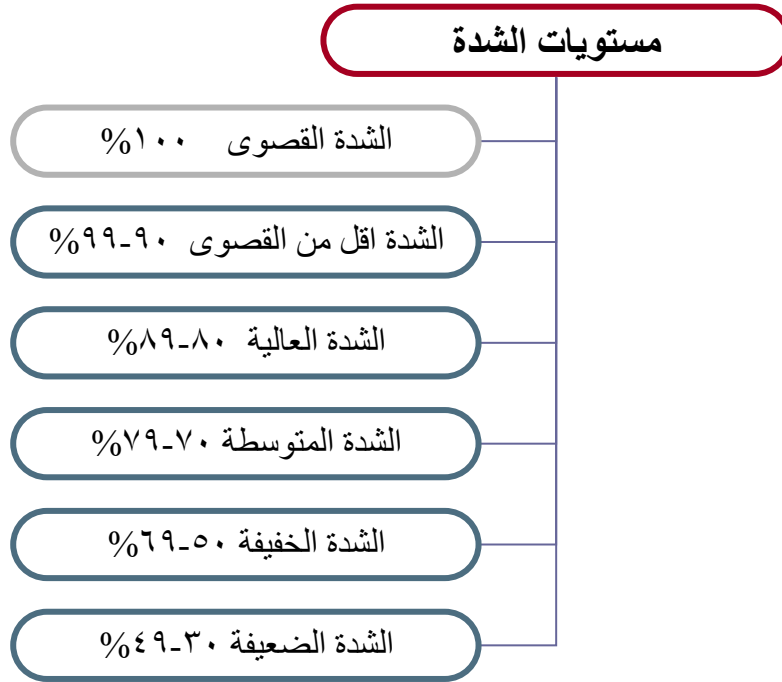 مستويات الشدة
الشدة القصوى ١٠٠%
الشدة اقل من القصوى ٩٠-٩٩%
الشدة العالية ٨٠-٨٩%
الشدة المتوسطة ٧٠-٧٩%
الشدة الخفيفة ٥٠-٦٩%
الشدة الضعيفة ٣٠-٤٩%